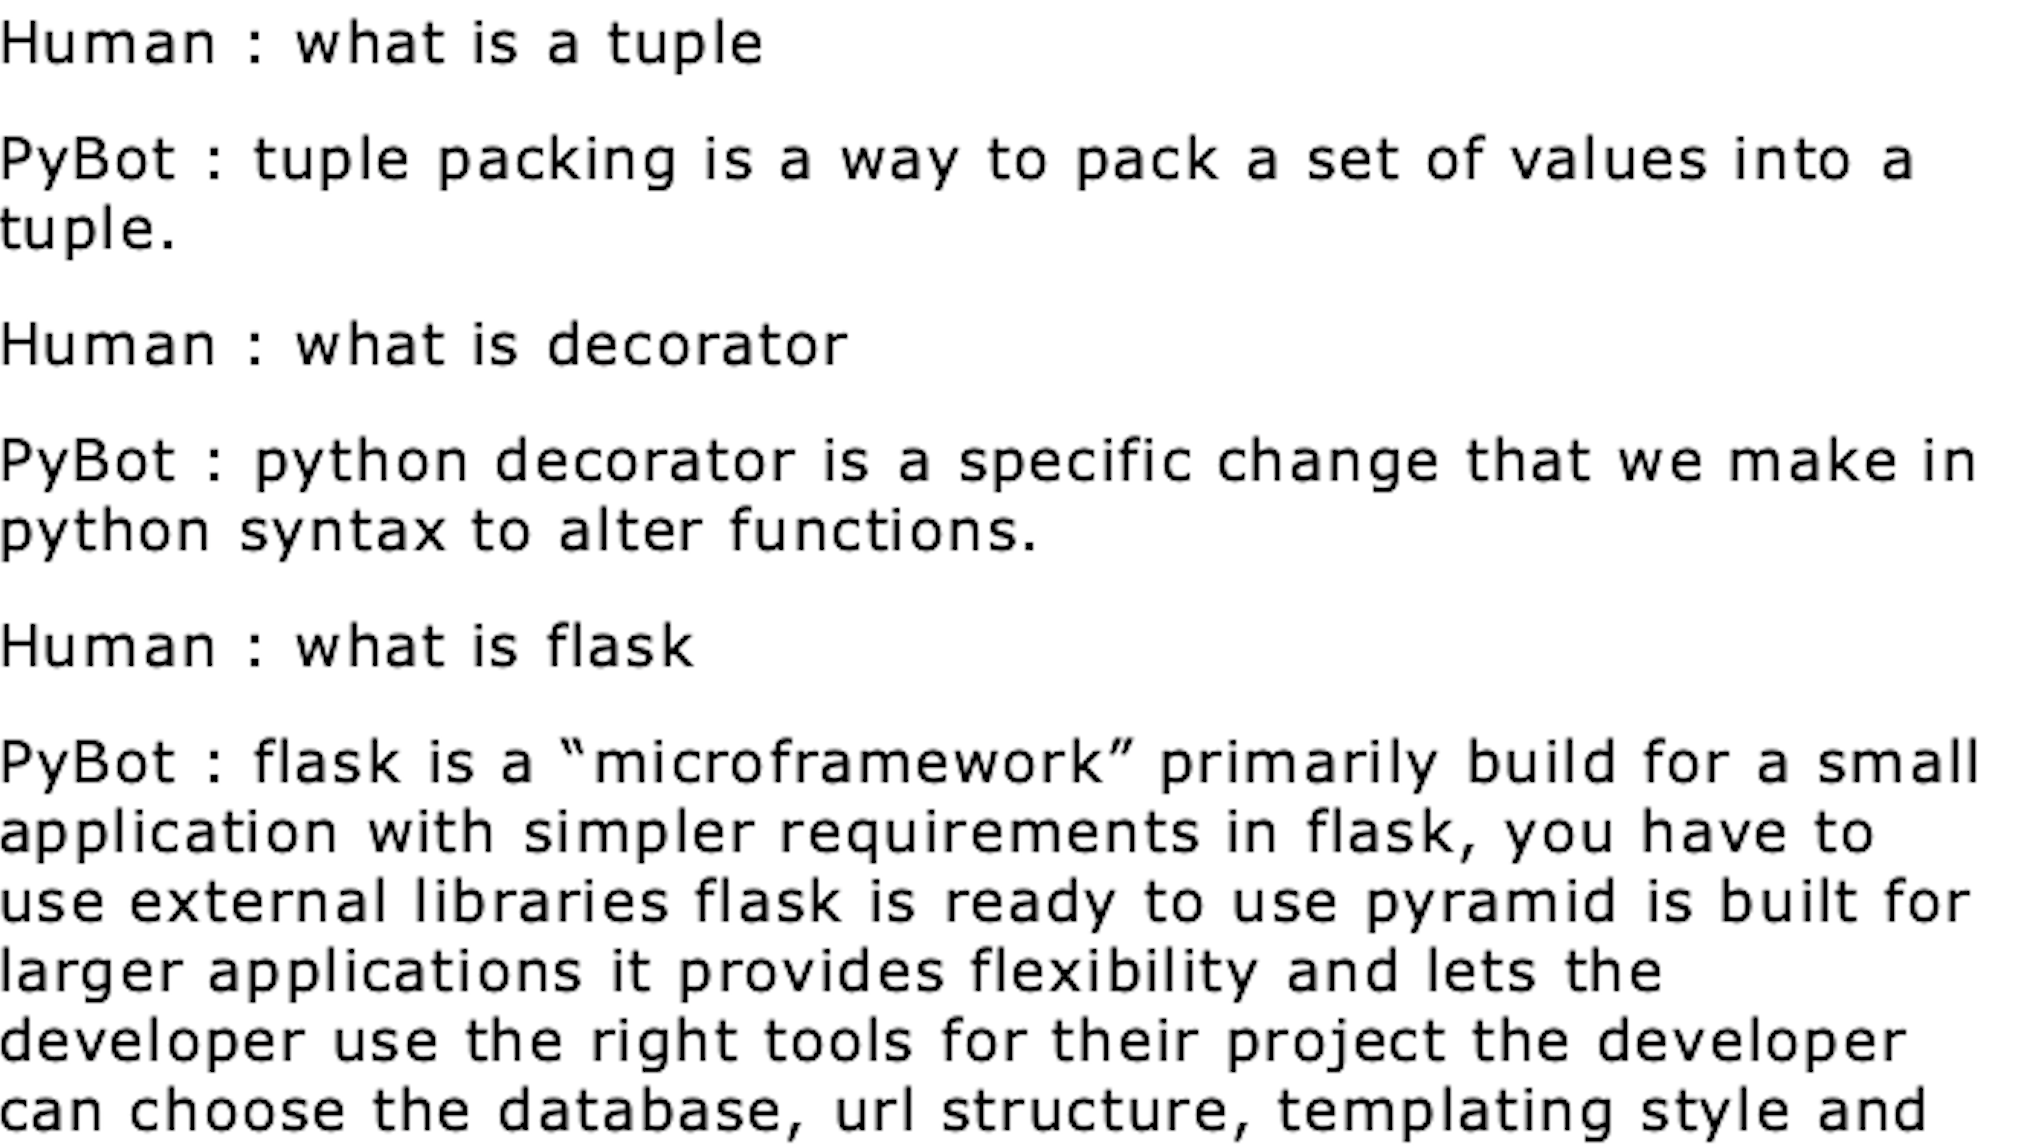 Human : what is a tuple
PyBot : tuple packing is a way to pack a set of values into a
tuple.
Human : what is decorator
PyBot : python decorator is a specific change that we make in
python syntax to alter functions.
Human : what is flask
PyBot : flask is a “microframework” primarily build for a small
application with simpler requirements in flask, you have to
use external libraries flask is ready to use pyramid is built for
larger applications it provides flexibility and lets the
developer use the right tools for their project the developer
can choose the database, url structure, templating style and